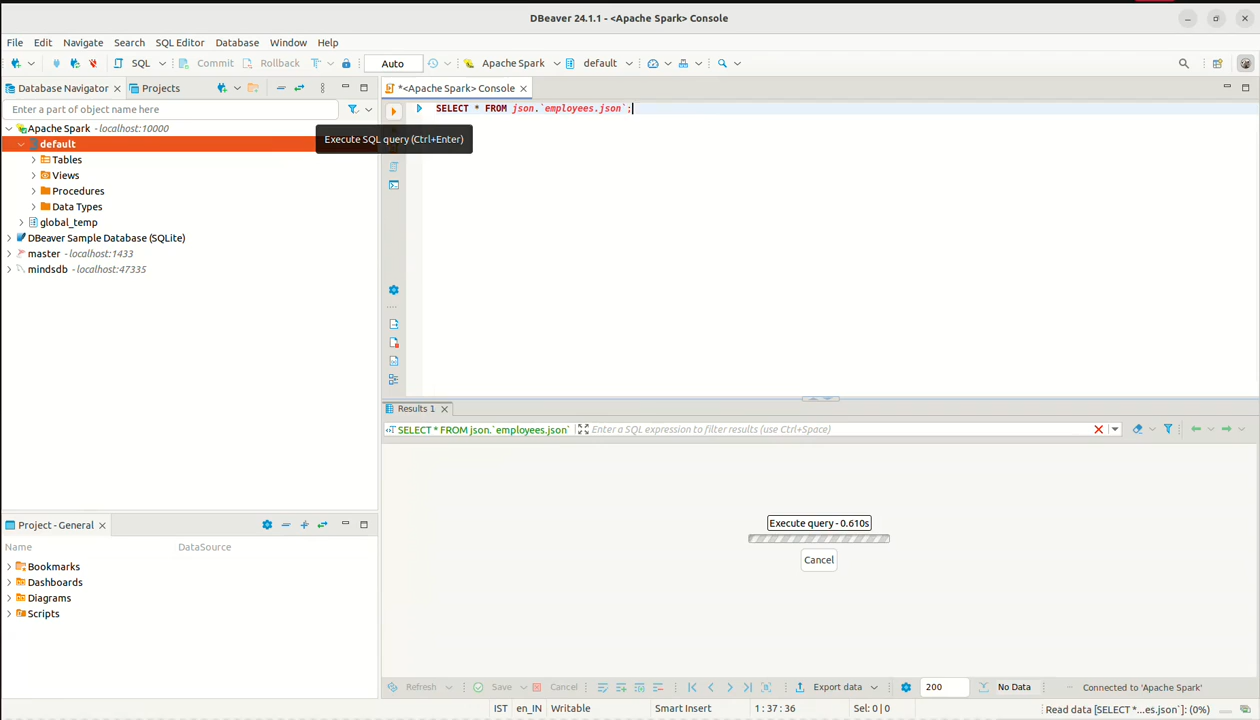 DBeaver 24.1.1 - <Apache Spark> Console
File Edit Navigate Search SQL Editor Database Window Help
SQL Commit Rollback Auto Apache Spark default
Database Navigator Projects
*<Apache Spark> Console
Enter a part of object name here
SELECT * FROM json.`employees.json`;
Apache Spark - localhost:10000
Execute SQL query (Ctrl+Enter)
default
Tables
Views
Procedures
Data Types
global_temp
DBeaver Sample Database (SQLite)
master - localhost:1433
mindsdb - localhost:47335
Results 1
SELECT * FROM json.`employees.json` Enter a SQL expression to filter results (use Ctrl+Space)
Execute query - 0.610s
Cancel
Project - General
Name DataSource
Bookmarks
Dashboards
Diagrams
Scripts
Refresh Save Cancel Export data 200 No Data Connected to 'Apache Spark'
IST en_IN Writable Smart Insert 1 : 37 : 36 Sel: 0 | 0 Read data [SELECT *...es.json`]: (0%)